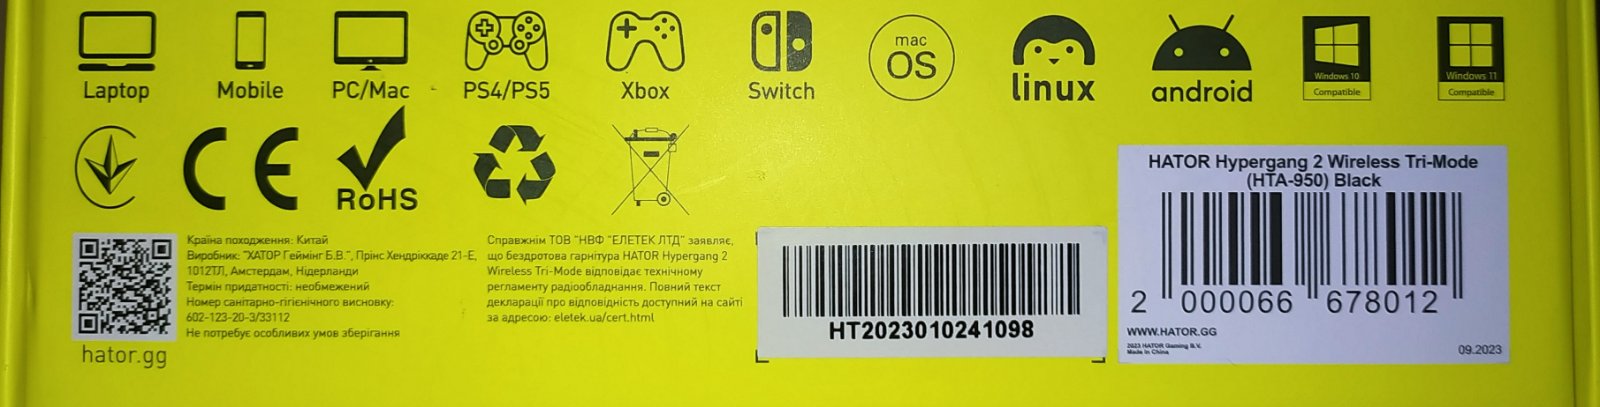 Laptop
Mobile
PC/Mac
PS4/PS5
Xbox
Switch
mac
OS
linux
android
Windows 10
Compatible
Windows 11
Compatible
CE
RoHS
hator.gg
Країна походження: Китай
Виробник: "ХАТОР Геймінг Б.В.", Прінс Хендріккаде 21-Е,
1012ТЛ, Амстердам, Нідерланди
Термін придатності: необмежений
Номер санітарно-гігієнічного висновку:
602-123-20-3/33112
Не потребує особливих умов зберігання
Справжнім ТОВ "НВФ "ЕЛЕТЕК ЛТД" заявляє,
що бездротова гарнітура HATOR Hypergang 2
Wireless Tri-Mode відповідає технічному
регламенту радіообладнання. Повний текст
декларації про відповідність доступний на сайті
за адресою: eletek.ua/cert.html
HT2023010241098
HATOR Hypergang 2 Wireless Tri-Mode
(HTA-950) Black
2 000066 678012
WWW.HATOR.GG
2023 HATOR Gaming B.V.
Made in China
09.2023